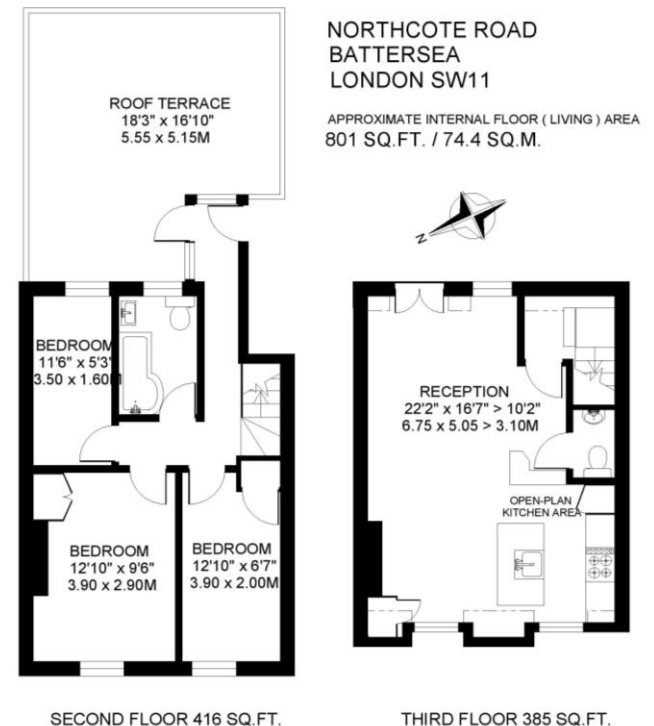 NORTHCOTE ROAD
BATTERSEA
LONDON SW11
APPROXIMATE INTERNAL FLOOR ( LIVING ) AREA
801 SQ.FT. / 74.4 SQ.M.
N
ROOF TERRACE
18'3" x 16'10"
5.55 x 5.15M
BEDROOM
11'6" x 5'3"
3.50 x 1.60M
BEDROOM
12'10" x 9'6"
3.90 x 2.90M
BEDROOM
12'10" x 6'7"
3.90 x 2.00M
SECOND FLOOR 416 SQ.FT.
RECEPTION
22'2" x 16'7" > 10'2"
6.75 x 5.05 > 3.10M
OPEN-PLAN
KITCHEN AREA
THIRD FLOOR 385 SQ.FT.